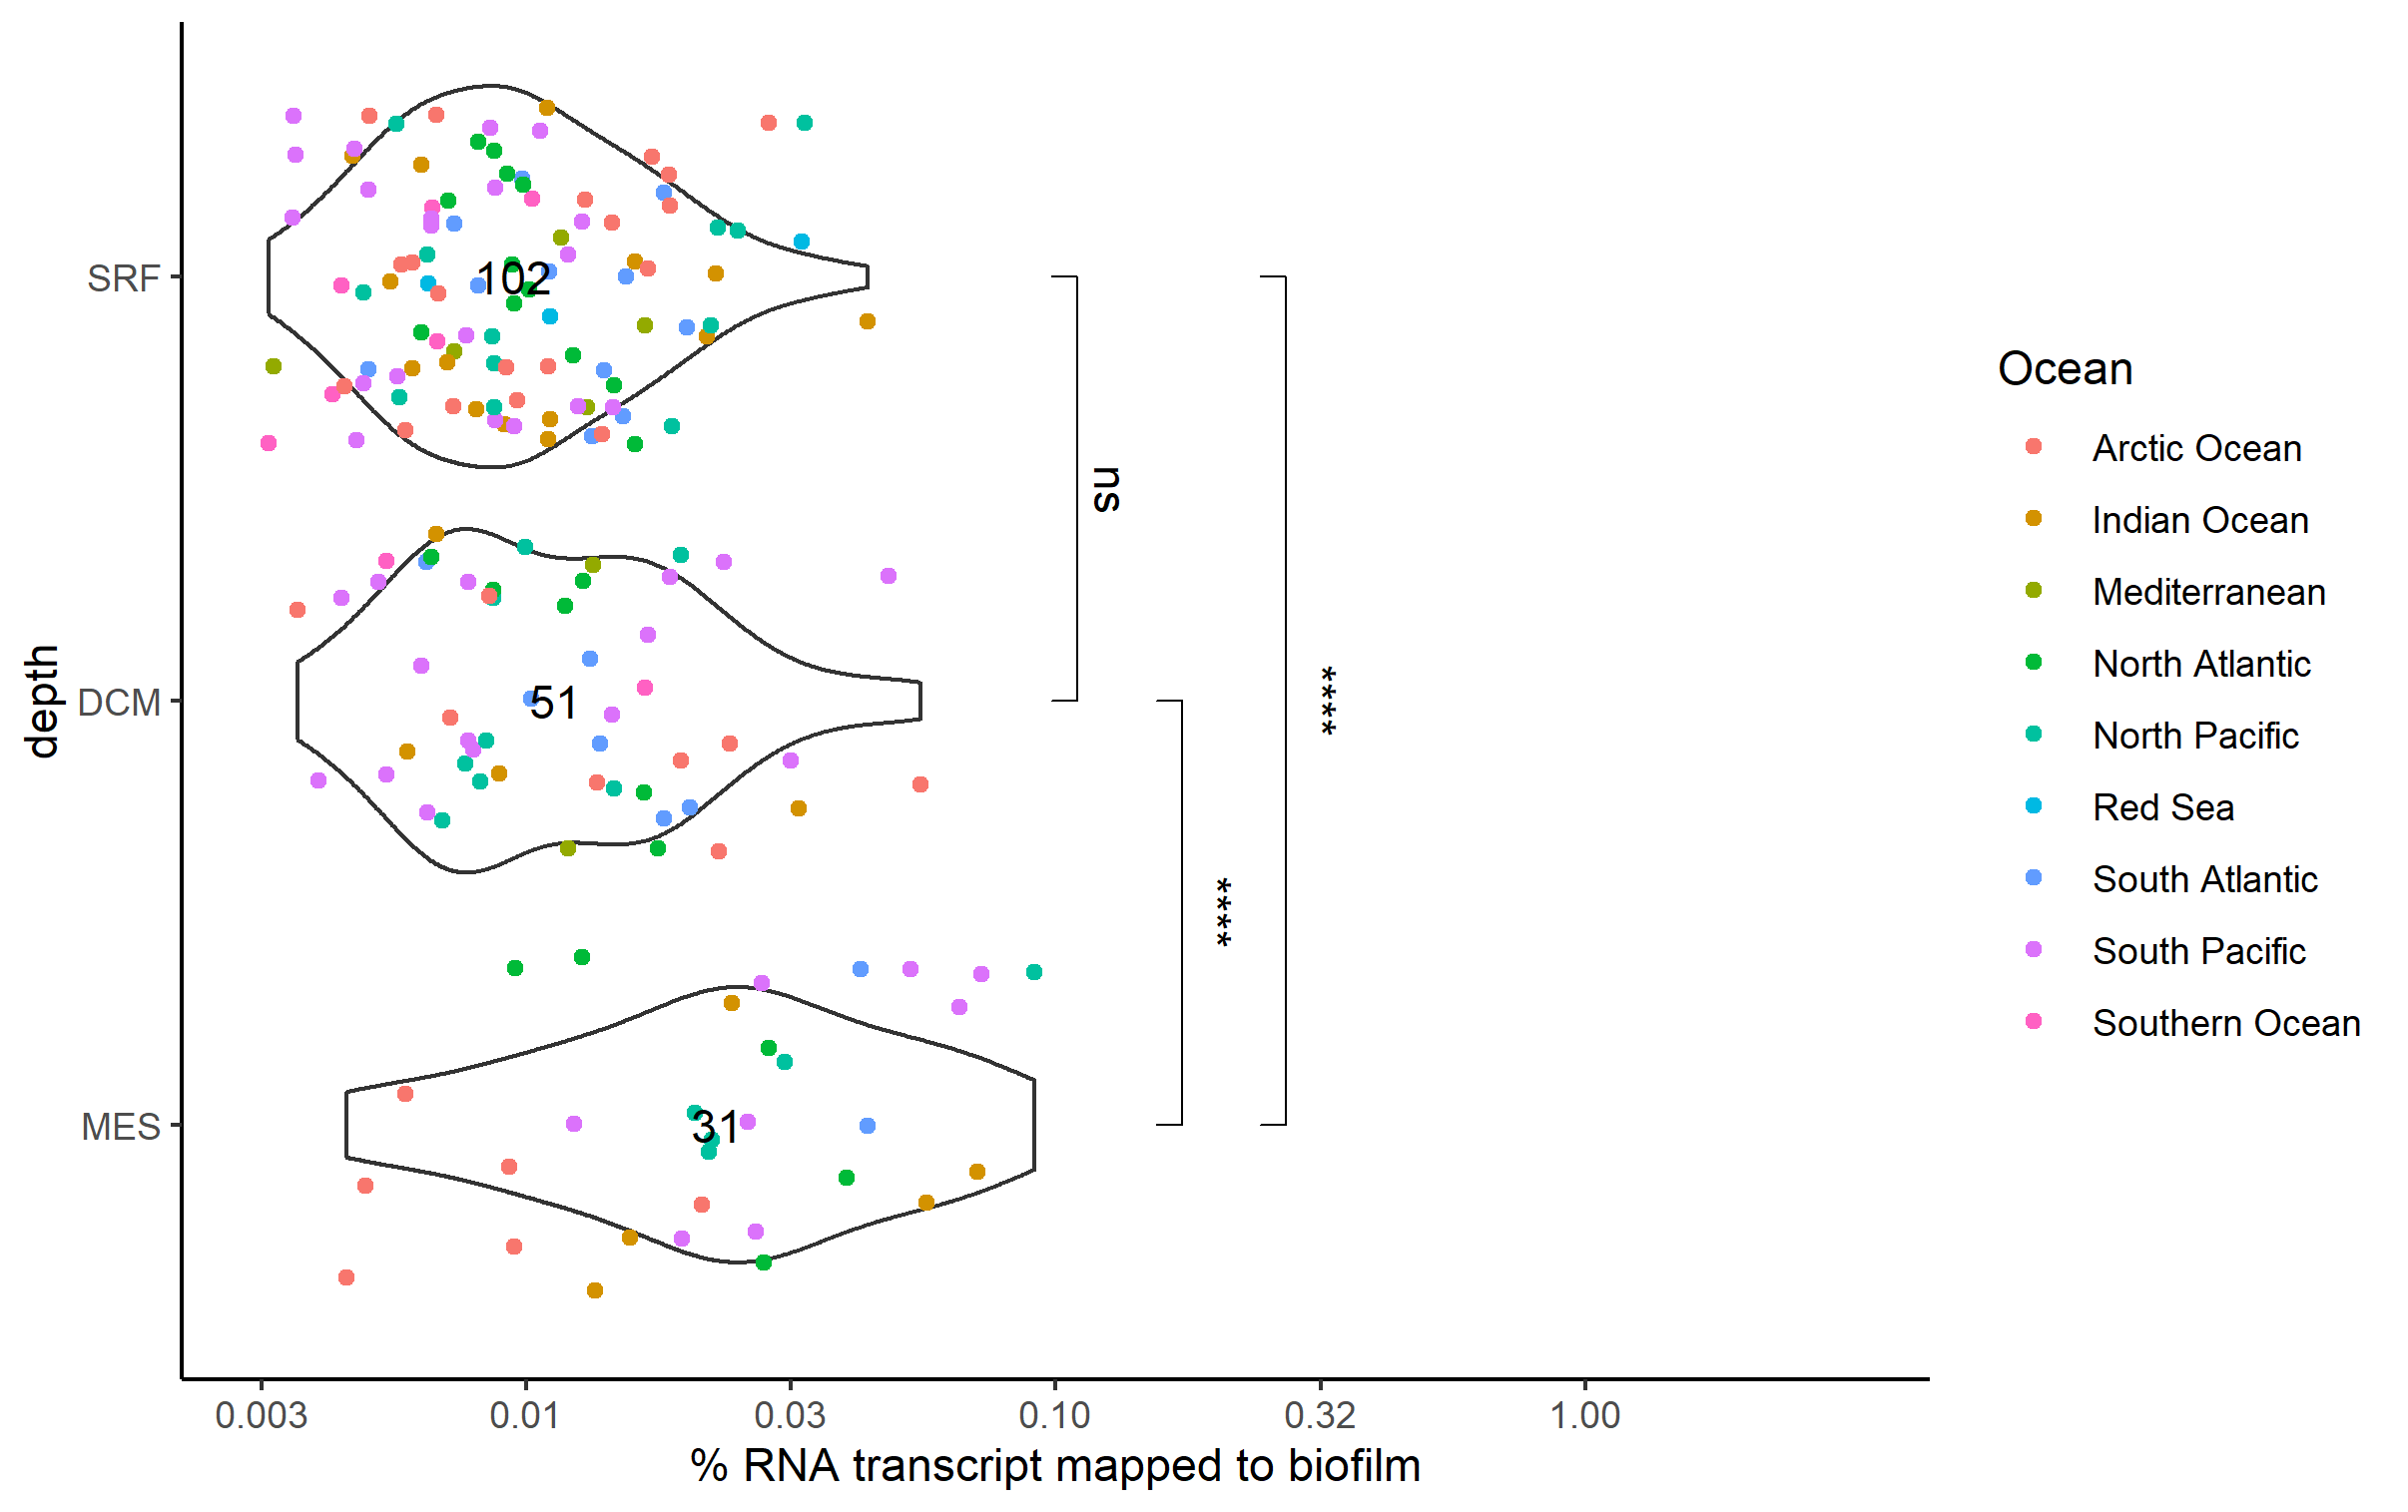 depth
SRF
DCM
MES
102
51
31
ns
****
****
0.003 0.01 0.03 0.10 0.32 1.00
% RNA transcript mapped to biofilm
Ocean
Arctic Ocean
Indian Ocean
Mediterranean
North Atlantic
North Pacific
Red Sea
South Atlantic
South Pacific
Southern Ocean